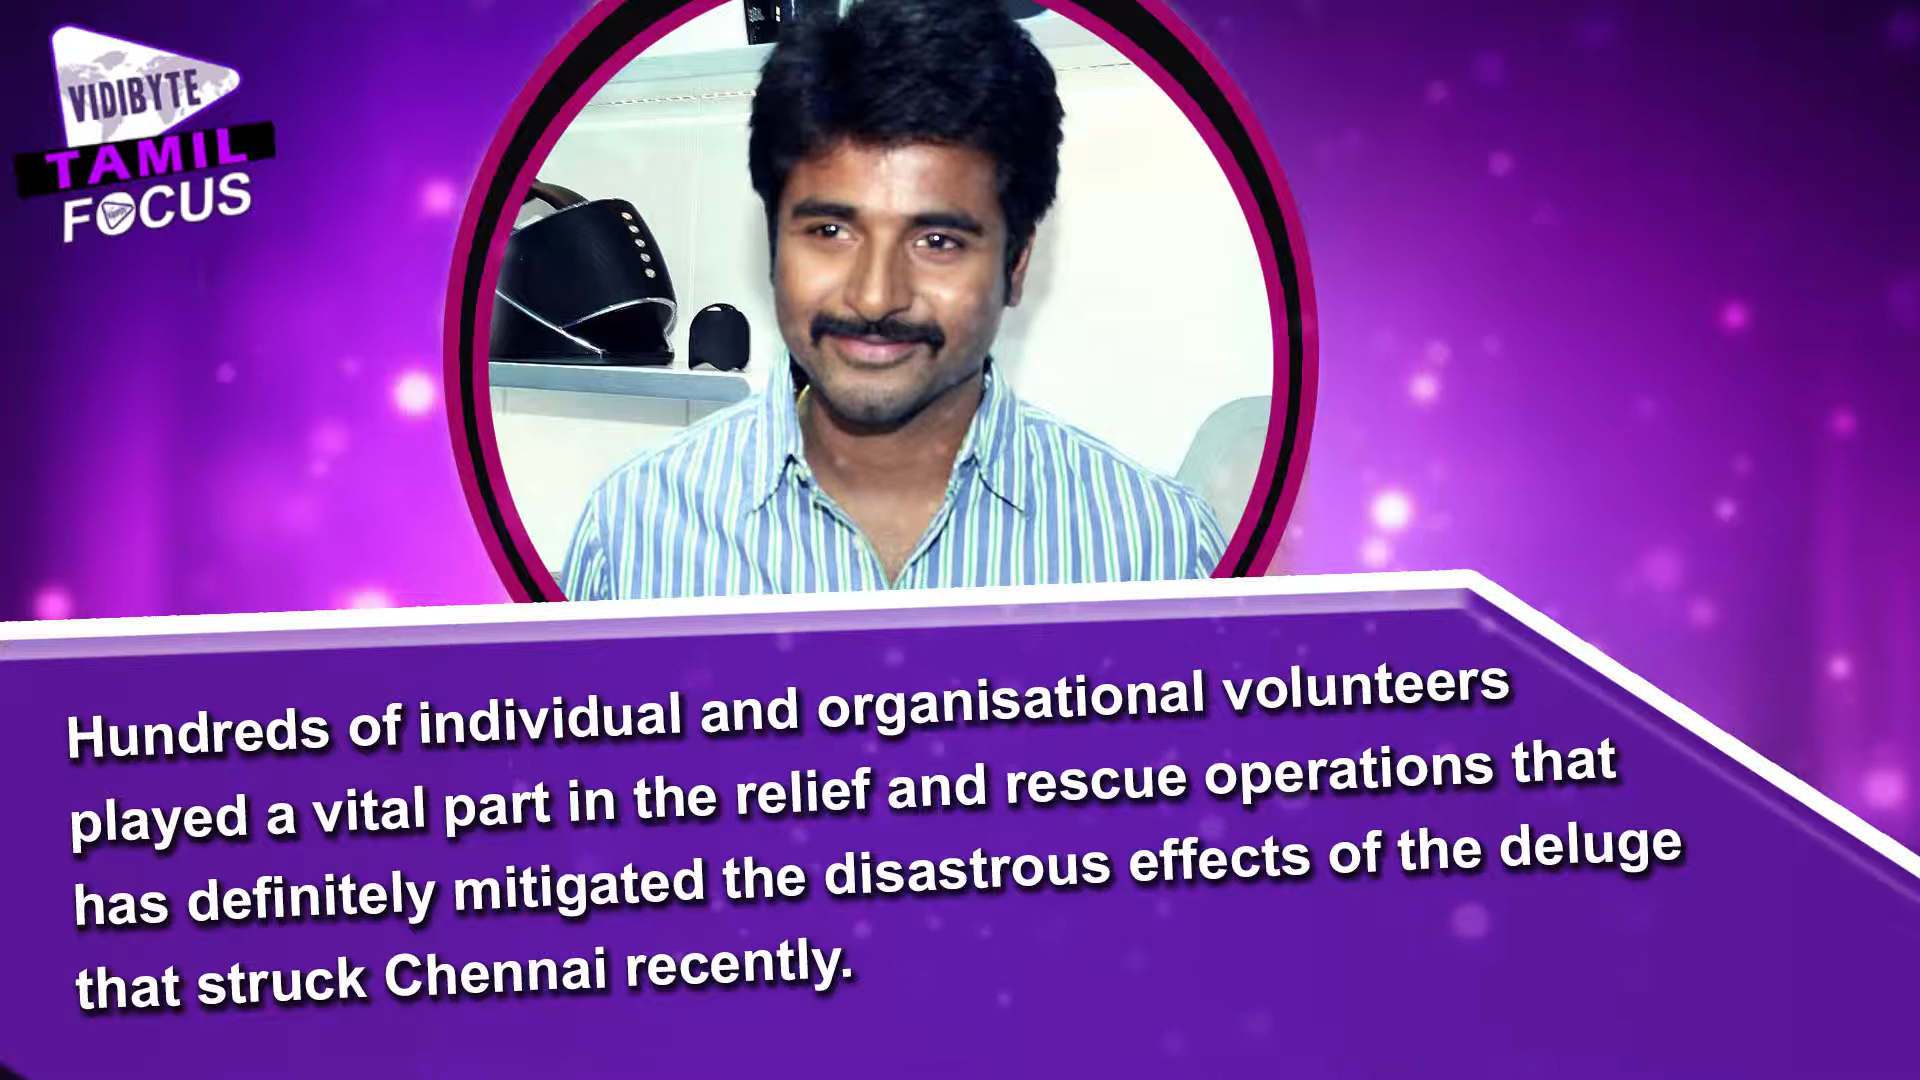 VIDIBYTE
TAMIL
FOCUS
Hundreds of individual and organisational volunteers
played a vital part in the relief and rescue operations that
has definitely mitigated the disastrous effects of the deluge
that struck Chennai recently.